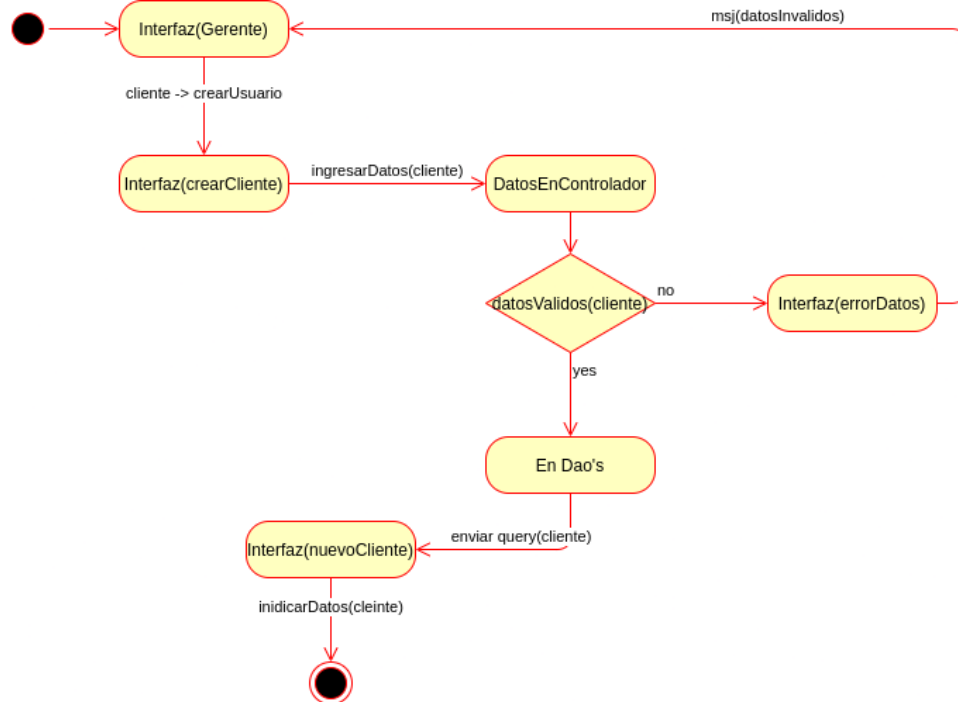 msj(datosInvalidos)
Interfaz(Gerente)
cliente -> crearUsuario
Interfaz(crearCliente)
ingresarDatos(cliente)
DatosEnControlador
datosValidos(cliente)
no
Interfaz(errorDatos)
yes
En Dao's
enviar query(cliente)
Interfaz(nuevoCliente)
inidicarDatos(cleinte)